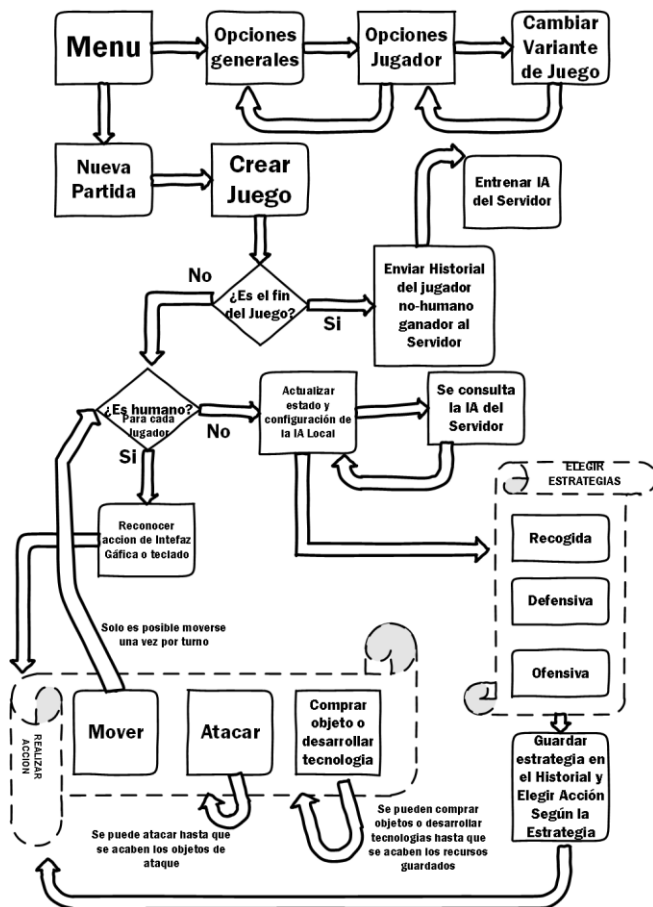 Menu
Opciones
generales
Opciones
Jugador
Cambiar
Variante
de Juego
Nueva
Partida
Crear
Juego
Entrenar IA
del Servidor
No
¿Es el fin
del Juego?
Si
Enviar Historial
del jugador
no-humano
ganador al
Servidor
¿Es humano?
Para cada
jugador
No
Si
Actualizar
estado y
configuración de
la IA Local
Se consulta
la IA del
Servidor
ELEGIR
ESTRATEGIAS
Recogida
Defensiva
Ofensiva
Reconocer
accion de Intefaz
Gáfica o teclado
Solo es posible moverse
una vez por turno
REALIZAR
ACCION
Mover
Atacar
Comprar
objeto o
desarrollar
tecnologia
Guardar
estrategia en
el Historial y
Elegir Acción
Según la
Estrategia
Se puede atacar hasta que
se acaben los objetos de
ataque
Se pueden comprar
objetos o desarrollar
tecnologías hasta que
se acaben los recursos
guardados